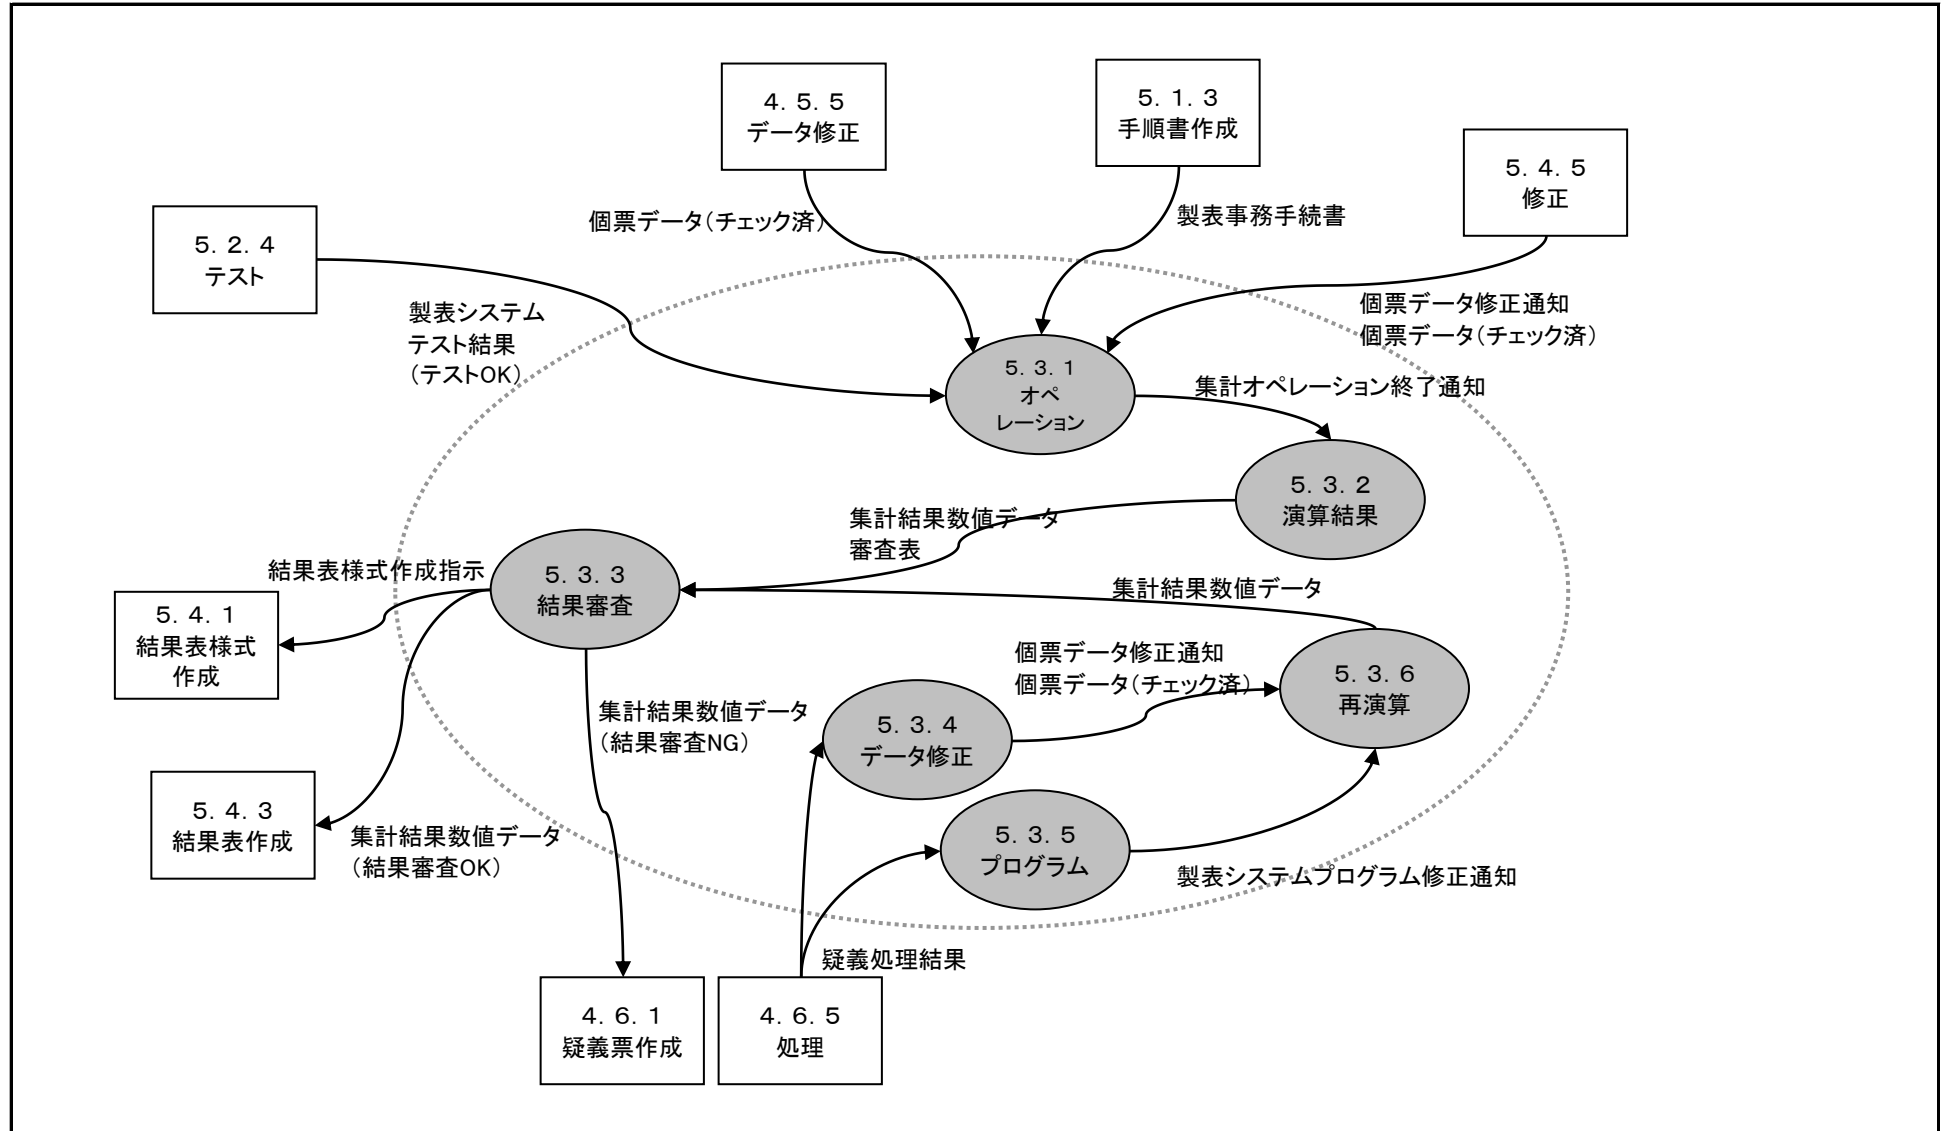 4．5．5
データ修正
5．1．3
手順書作成
5．4．5
修正
5．2．4
テスト
個票データ（チェック済）
製表事務手続書
製表システム
テスト結果
（テストOK）
個票データ修正通知
個票データ（チェック済）
5．3．1
オペ
レーション
集計オペレーション終了通知
5．3．2
演算結果
集計結果数値データ
審査表
結果表様式作成指示
5．3．3
結果審査
集計結果数値データ
5．4．1
結果表様式
作成
個票データ修正通知
個票データ（チェック済）
5．3．6
再演算
集計結果数値データ
（結果審査NG）
5．3．4
データ修正
5．4．3
結果表作成
集計結果数値データ
（結果審査OK）
5．3．5
プログラム
製表システムプログラム修正通知
疑義処理結果
4．6．1
疑義票作成
4．6．5
処理